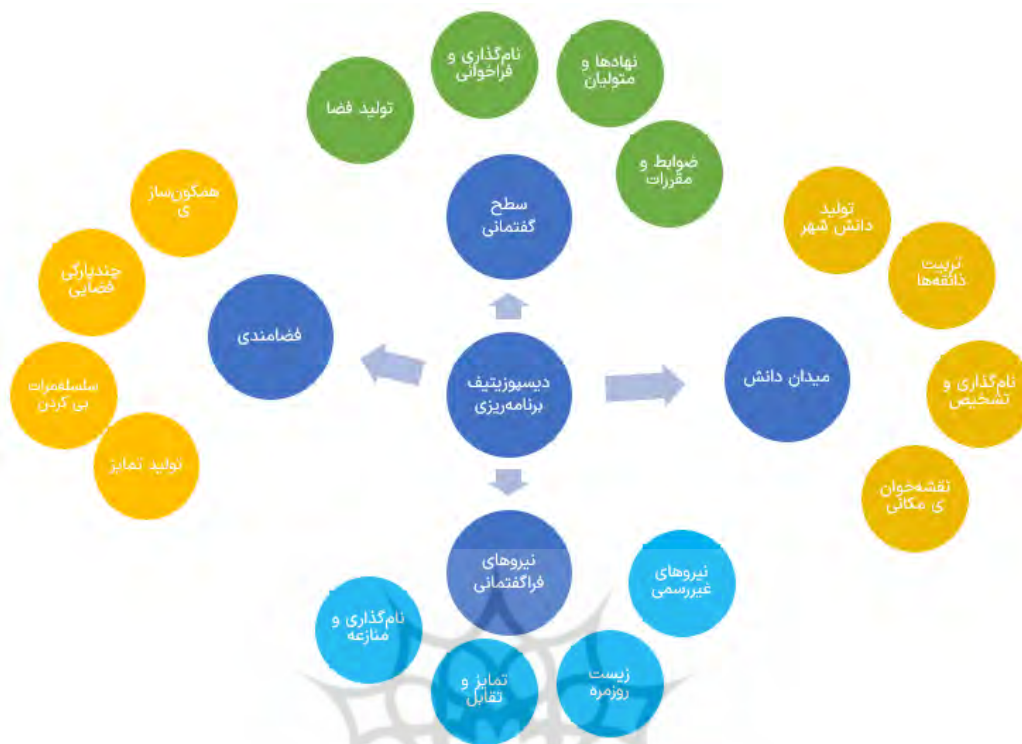 نام‌گذاری و
فراخوانی
نهادها و
متولیان
تولید فضا
ضوابط و
مقررات
سطح
گفتمانی
همگون‌ساز
ی
چندپارگی
فضایی
سلسله‌مرات
بی کردن
تولید تمایز
فضامندی
دیسپوزیتیف
برنامه‌ریزی
میدان دانش
تولید
دانش شهر
تربیت
ذائقه‌ها
نام‌گذاری و
تشخیص
نقشه‌خوان
ی مکانی
نیروهای
فراگفتمانی
نیروهای
غیررسمی
زیست
روزمره
تمایز و
تقابل
نام‌گذاری و
منازعه